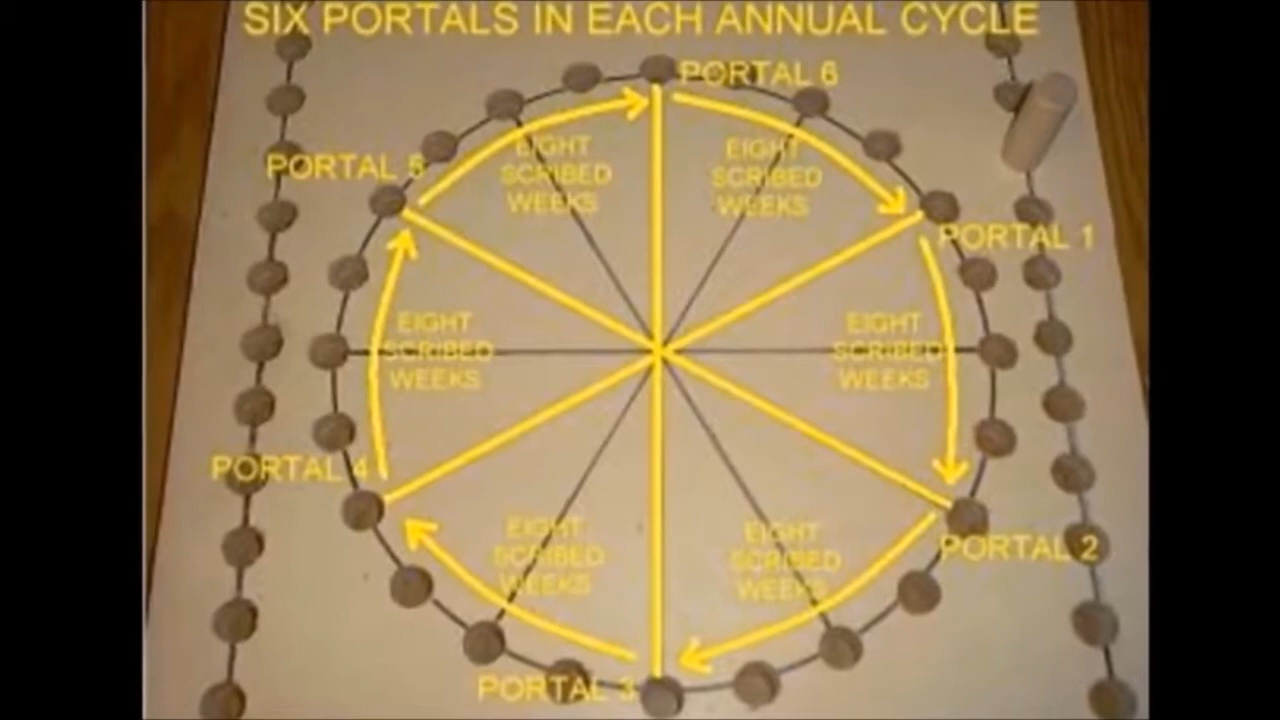 SIX PORTALS IN EACH ANNUAL CYCLE
PORTAL 6
EIGHT
SCRIBED
WEEKS
EIGHT
SCRIBED
WEEKS
PORTAL 5
PORTAL 1
EIGHT
SCRIBED
WEEKS
EIGHT
SCRIBED
WEEKS
PORTAL 4
EIGHT
SCRIBED
WEEKS
EIGHT
SCRIBED
WEEKS
PORTAL 2
PORTAL 3